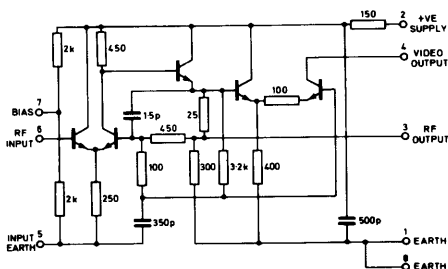 150
2
+VE
SUPPLY
2k
450
4
VIDEO
OUTPUT
100
BIAS
7
1·5p
25
RF
INPUT
6
450
3
RF
OUTPUT
100
300
3·2k
400
2k
250
350p
500p
INPUT
EARTH
5
1
EARTH
8
EARTH